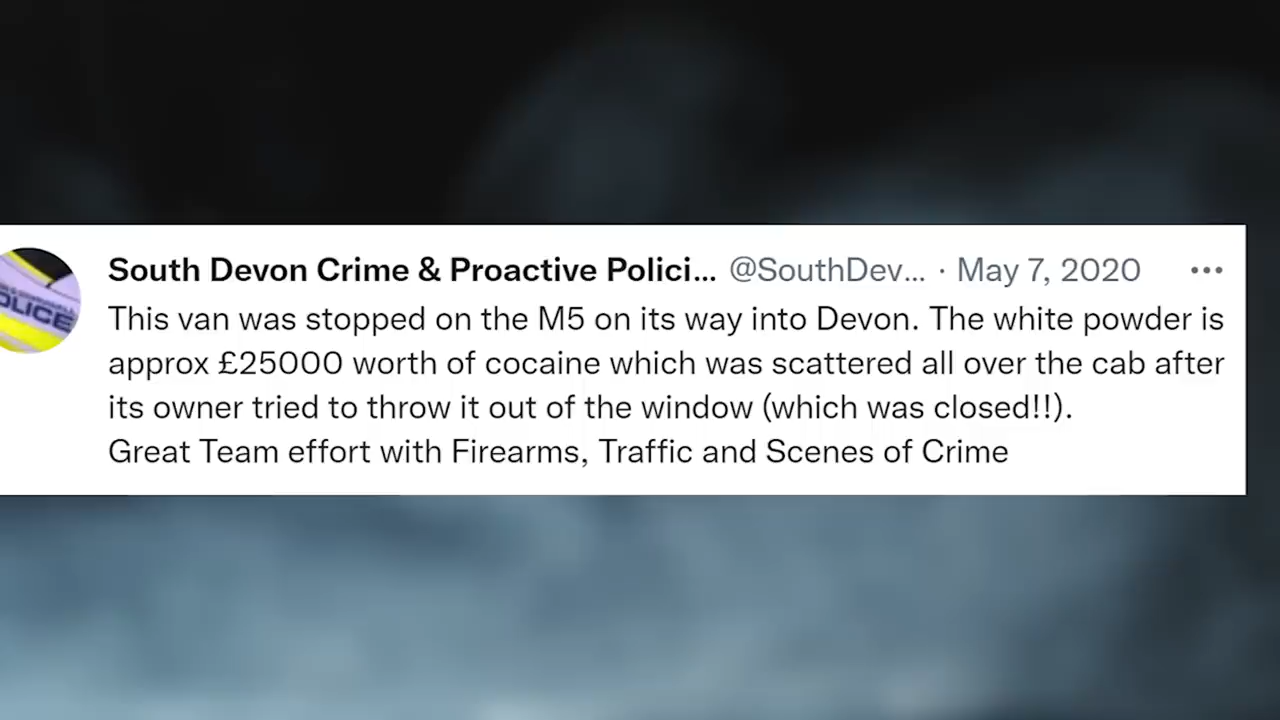 South Devon Crime & Proactive Polici... @SouthDev... · May 7, 2020
This van was stopped on the M5 on its way into Devon. The white powder is
approx £25000 worth of cocaine which was scattered all over the cab after
its owner tried to throw it out of the window (which was closed!!).
Great Team effort with Firearms, Traffic and Scenes of Crime